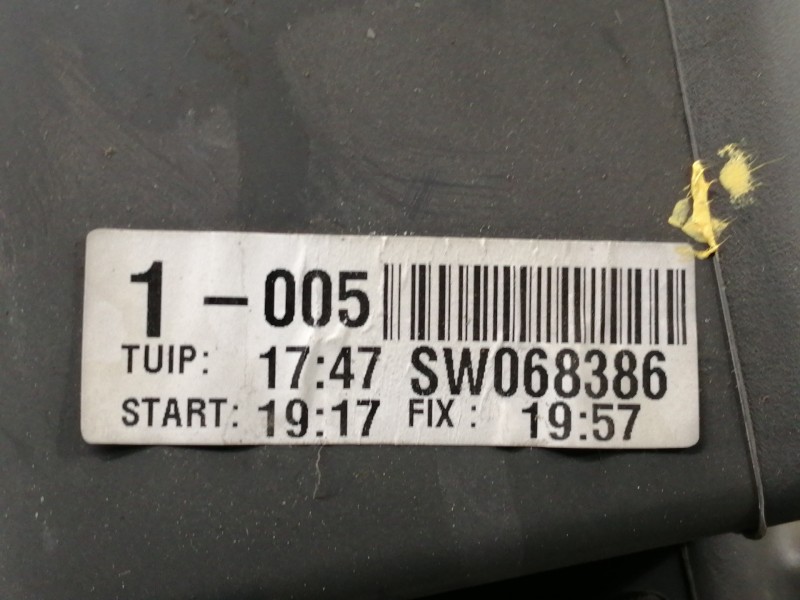 1 - 005
TUIP: 17:47 SW068386
START: 19:17 FIX : 19:57